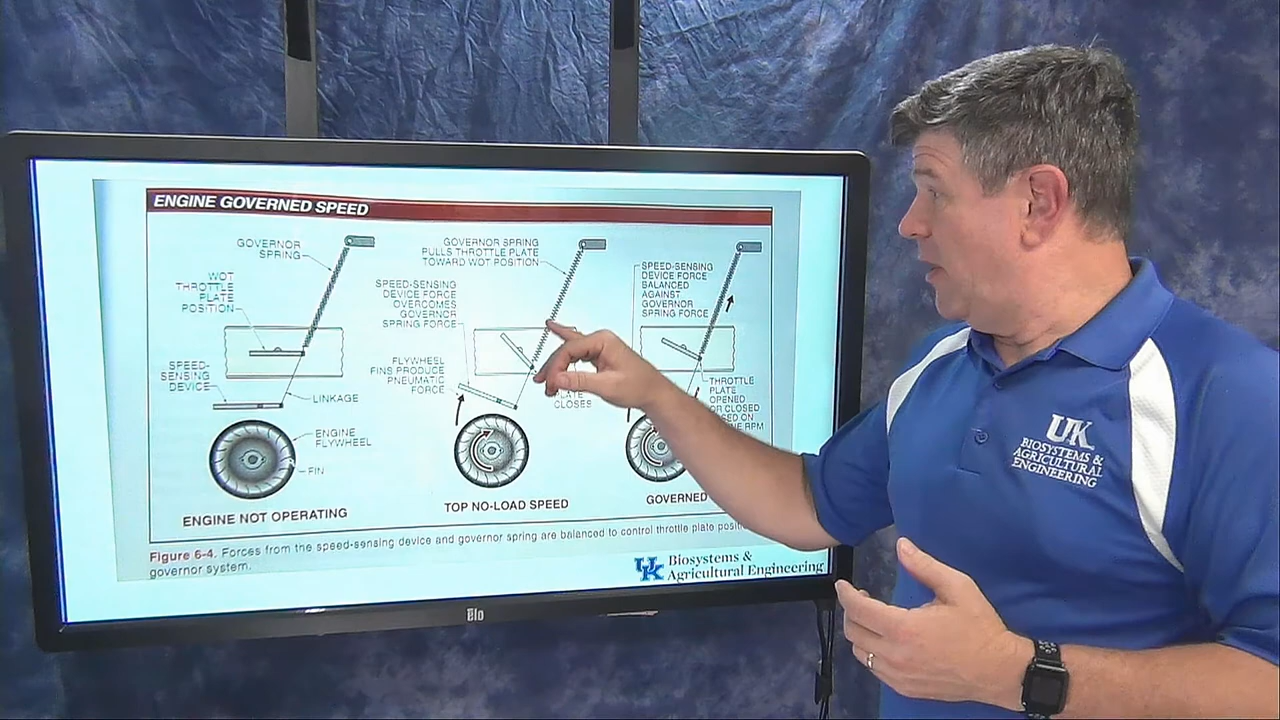 ENGINE GOVERNED SPEED
GOVERNOR
SPRING
WOT
THROTTLE
PLATE
POSITION
SPEED-
SENSING
DEVICE
LINKAGE
ENGINE
FLYWHEEL
FIN
ENGINE NOT OPERATING
GOVERNOR SPRING
PULLS THROTTLE PLATE
TOWARD WOT POSITION
SPEED-SENSING
DEVICE FORCE
OVERCOMES
GOVERNOR
SPRING FORCE
FLYWHEEL
FINS PRODUCE
PNEUMATIC
FORCE
PLATE
CLOSES
TOP NO-LOAD SPEED
SPEED-SENSING
DEVICE FORCE
BALANCED
AGAINST
GOVERNOR
SPRING FORCE
THROTTLE
PLATE
OPENED
OR CLOSED
RPM
GOVERNED
Figure 6-4. Forces from the speed-sensing device and governor spring are balanced to control throttle plate
governor system.
UK Biosystems &
Agricultural Engineering
elo
UK
BIOSYSTEMS &
AGRICULTURAL
ENGINEERING